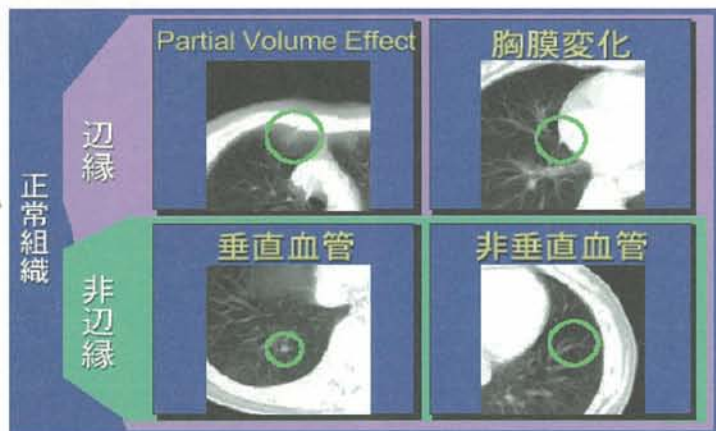 正常組織
辺縁
Partial Volume Effect
胸膜変化
非辺縁
垂直血管
非垂直血管